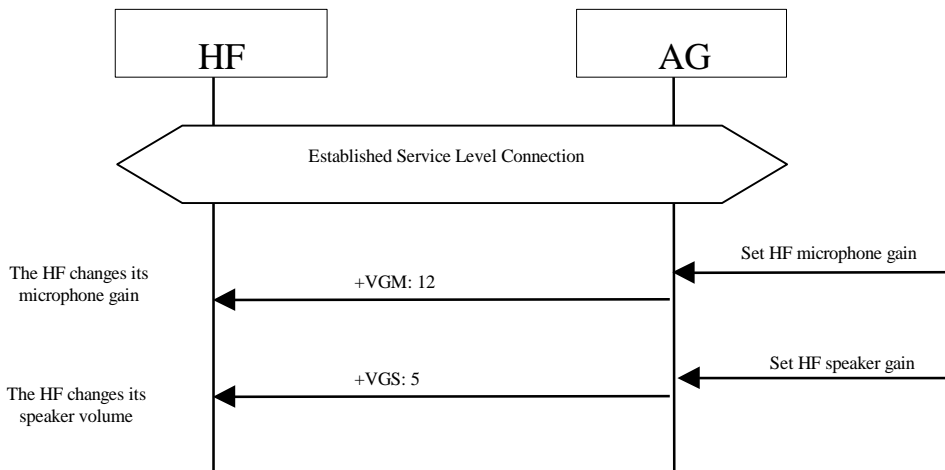 HF
AG
Established Service Level Connection
Set HF microphone gain
The HF changes its
microphone gain
+VGM: 12
Set HF speaker gain
+VGS: 5
The HF changes its
speaker volume